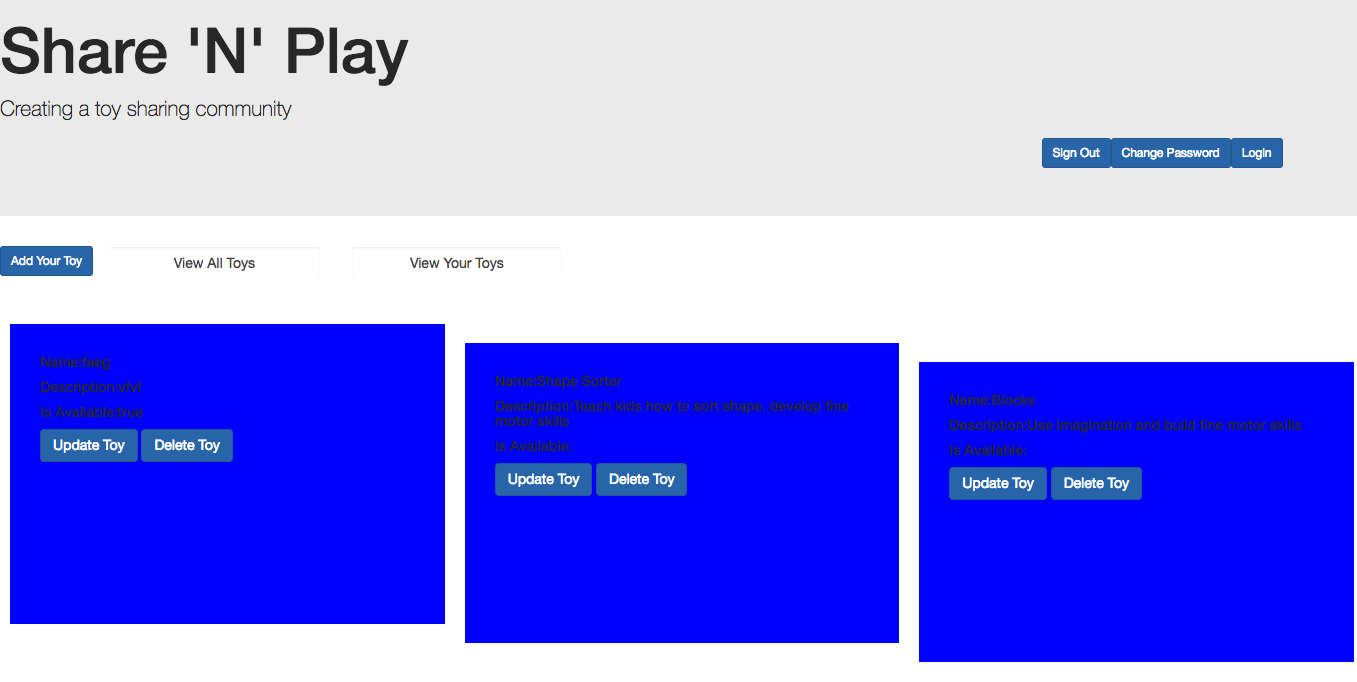 Share 'N' Play
Creating a toy sharing community
Sign Out Change Password Login
Add Your Toy View All Toys View Your Toys
Name:fseg
Description:vfvf
Is Available:true
Update Toy Delete Toy
Name:Shape Sorter
Description:Teach kids how to sort shape. develop fine
motor skills
Is Available:
Update Toy Delete Toy
Name:Blocks
Description:Use imagination and build fine motor skills
Is Available:
Update Toy Delete Toy